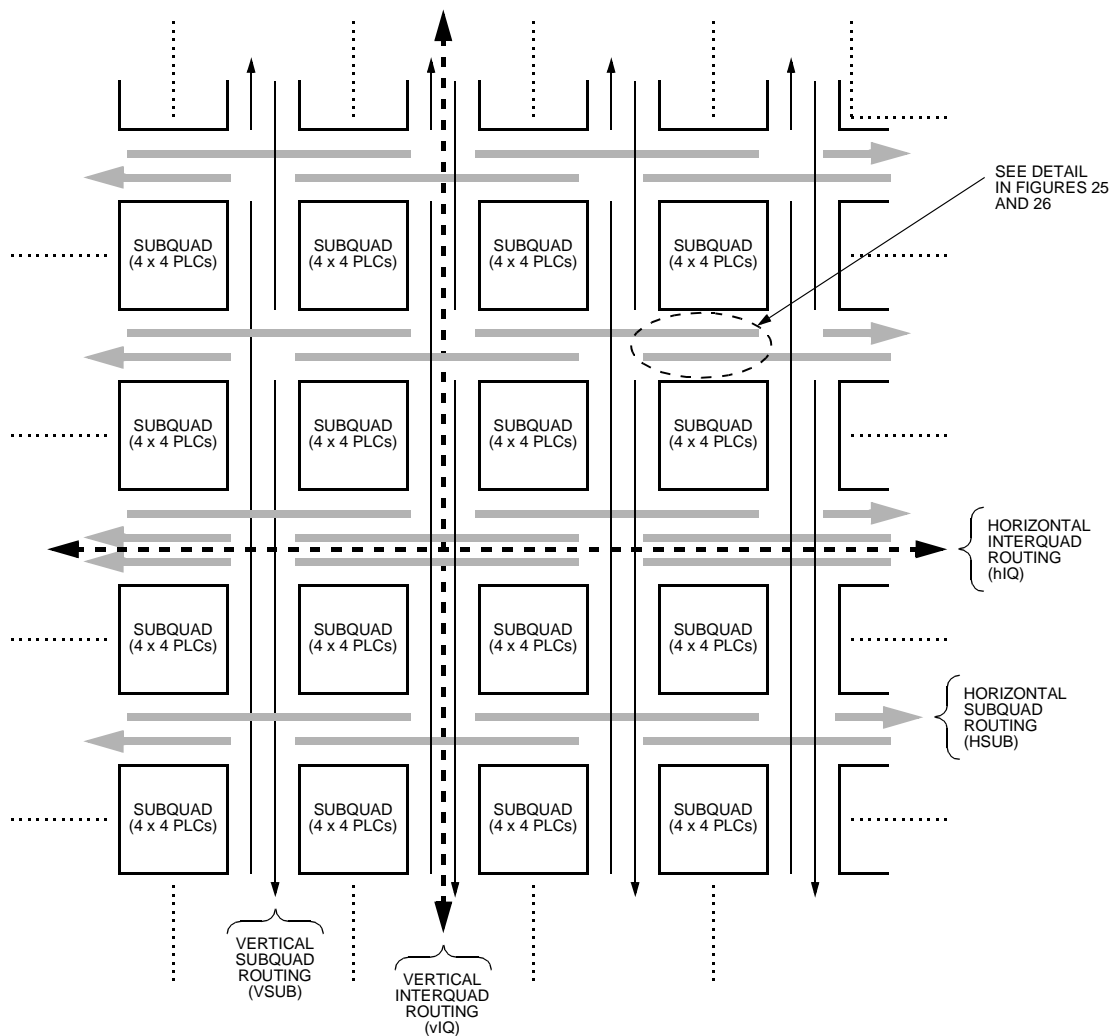 SEE DETAIL
IN FIGURES 25
AND 26
SUBQUAD
(4 x 4 PLCs)
SUBQUAD
(4 x 4 PLCs)
SUBQUAD
(4 x 4 PLCs)
SUBQUAD
(4 x 4 PLCs)
SUBQUAD
(4 x 4 PLCs)
SUBQUAD
(4 x 4 PLCs)
SUBQUAD
(4 x 4 PLCs)
SUBQUAD
(4 x 4 PLCs)
HORIZONTAL
INTERQUAD
ROUTING
(hIQ)
SUBQUAD
(4 x 4 PLCs)
SUBQUAD
(4 x 4 PLCs)
SUBQUAD
(4 x 4 PLCs)
SUBQUAD
(4 x 4 PLCs)
HORIZONTAL
SUBQUAD
ROUTING
(HSUB)
SUBQUAD
(4 x 4 PLCs)
SUBQUAD
(4 x 4 PLCs)
SUBQUAD
(4 x 4 PLCs)
SUBQUAD
(4 x 4 PLCs)
VERTICAL
SUBQUAD
ROUTING
(VSUB)
VERTICAL
INTERQUAD
ROUTING
(vIQ)